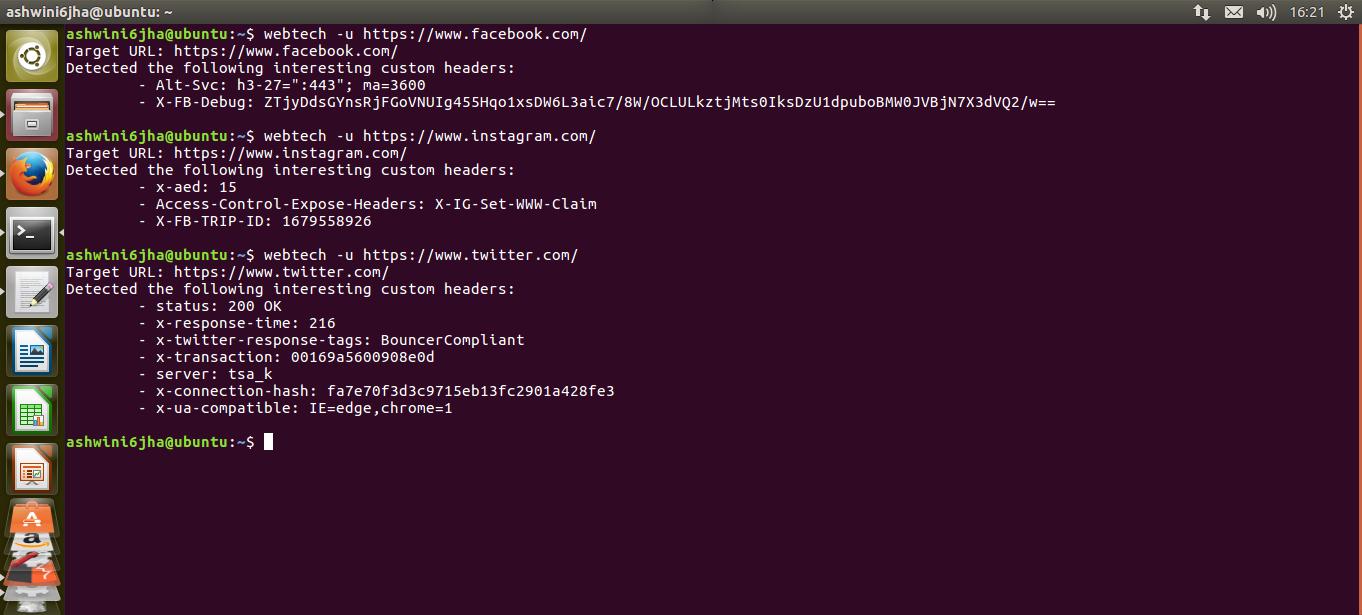 ashwini6jha@ubuntu: ~
16:21
ashwini6jha@ubuntu:~$ webtech -u https://www.facebook.com/
Target URL: https://www.facebook.com/
Detected the following interesting custom headers:
- Alt-Svc: h3-27=":443"; ma=3600
- X-FB-Debug: ZTjyDdsGYnsRjFGoVNUIg455Hqo1xsDW6L3aic7/8W/OCLULkztjMts0IksDzU1dpuboBMW0JVBjN7X3dVQ2/w==
ashwini6jha@ubuntu:~$ webtech -u https://www.instagram.com/
Target URL: https://www.instagram.com/
Detected the following interesting custom headers:
- x-aed: 15
- Access-Control-Expose-Headers: X-IG-Set-WWW-Claim
- X-FB-TRIP-ID: 1679558926
ashwini6jha@ubuntu:~$ webtech -u https://www.twitter.com/
Target URL: https://www.twitter.com/
Detected the following interesting custom headers:
- status: 200 OK
- x-response-time: 216
- x-twitter-response-tags: BouncerCompliant
- x-transaction: 00169a5600908e0d
- server: tsa_k
- x-connection-hash: fa7e70f3d3c9715eb13fc2901a428fe3
- x-ua-compatible: IE=edge,chrome=1
ashwini6jha@ubuntu:~$